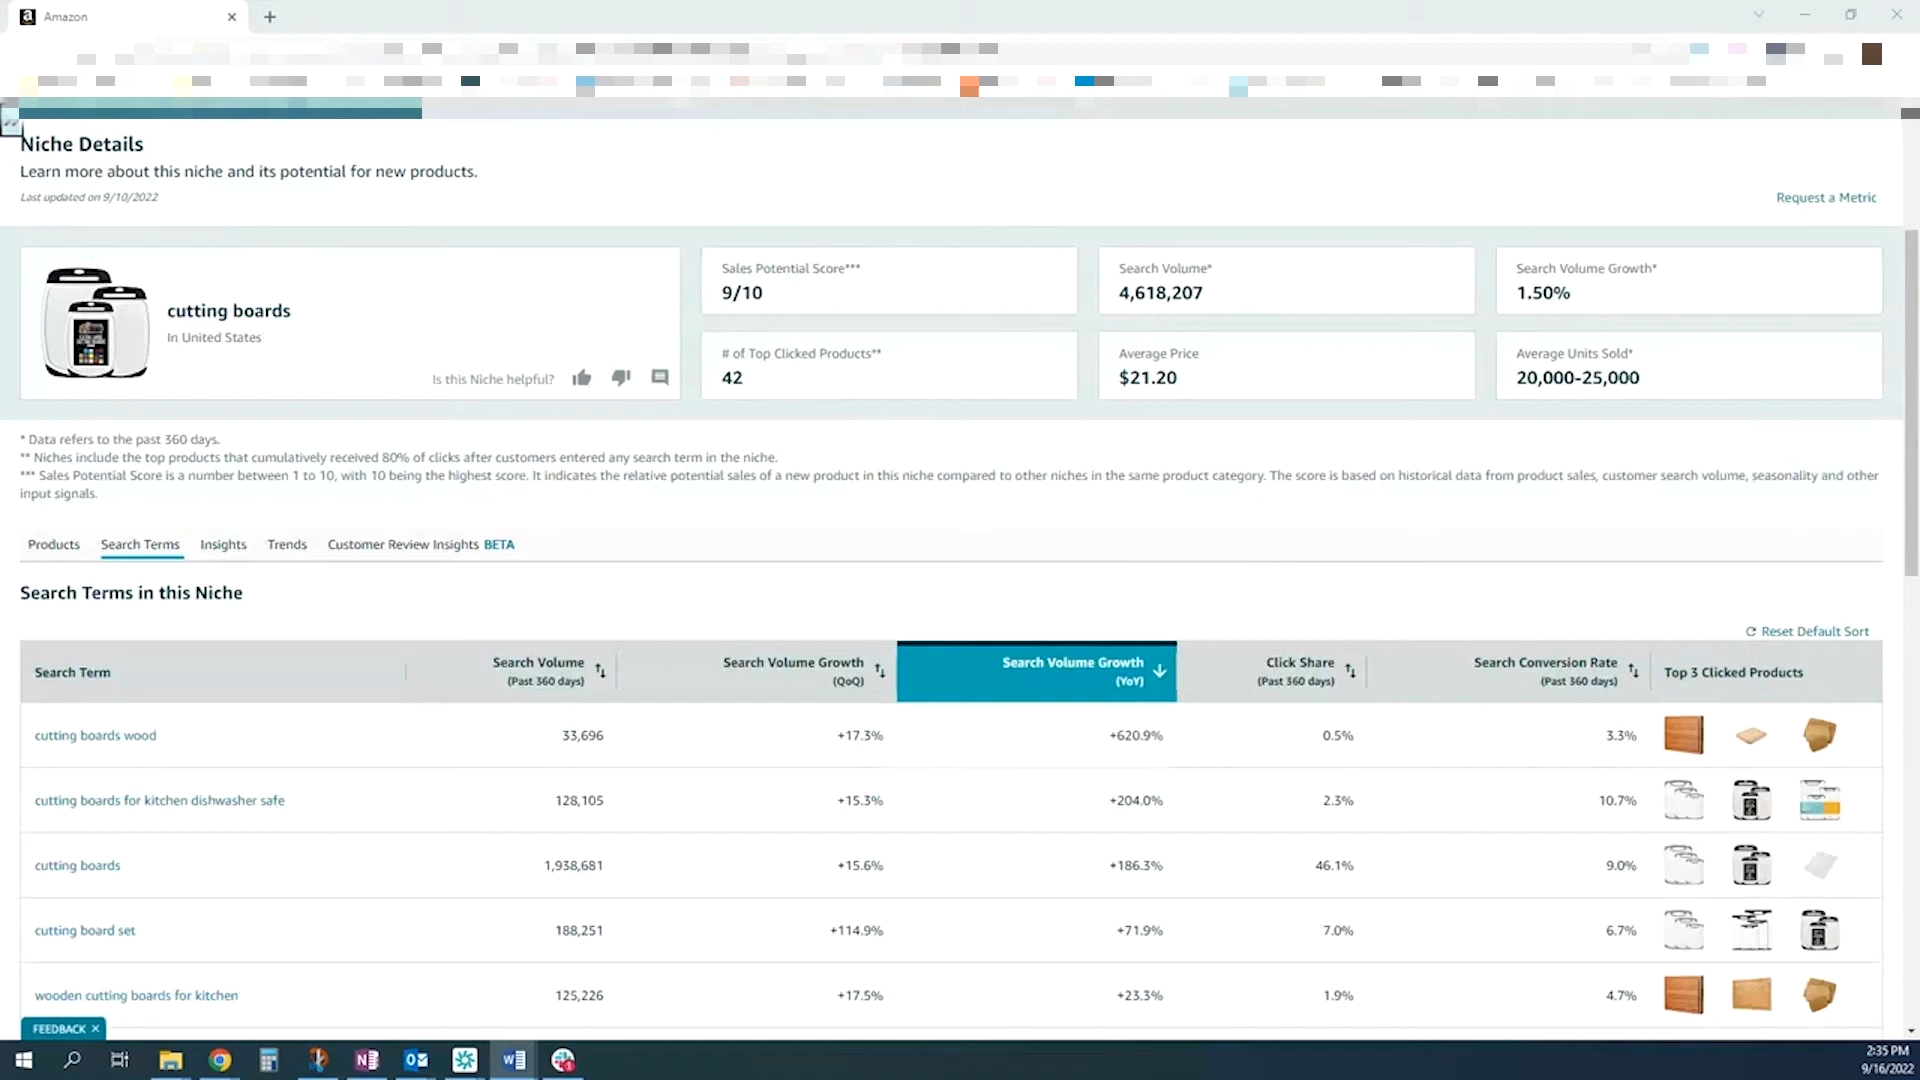 Amazon
Niche Details
Learn more about this niche and its potential for new products.
Last updated on 9/10/2022
Request a Metric
cutting boards
In United States
Is this Niche helpful?
Sales Potential Score***
9/10
Search Volume*
4,618,207
Search Volume Growth*
1.50%
# of Top Clicked Products**
42
Average Price
$21.20
Average Units Sold*
20,000-25,000
* Data refers to the past 360 days.
** Niches include the top products that cumulatively received 80% of clicks after customers entered any search term in the niche.
*** Sales Potential Score is a number between 1 to 10, with 10 being the highest score. It indicates the relative potential sales of a new product in this niche compared to other niches in the same product category. The score is based on historical data from product sales, customer search volume, seasonality and other
input signals.
Products Search Terms Insights Trends Customer Review Insights BETA
Search Terms in this Niche
Reset Default Sort
Search Term Search Volume (Past 360 days) Search Volume Growth (QoQ) Search Volume Growth (YoY) Click Share (Past 360 days) Search Conversion Rate (Past 360 days) Top 3 Clicked Products
cutting boards wood 33,696 +17.3% +620.9% 0.5% 3.3%
cutting boards for kitchen dishwasher safe 128,105 +15.3% +204.0% 2.3% 10.7%
cutting boards 1,938,681 +15.6% +186.3% 46.1% 9.0%
cutting board set 188,251 +114.9% +71.9% 7.0% 6.7%
wooden cutting boards for kitchen 125,226 +17.5% +23.3% 1.9% 4.7%
FEEDBACK
2:35 PM
9/16/2022